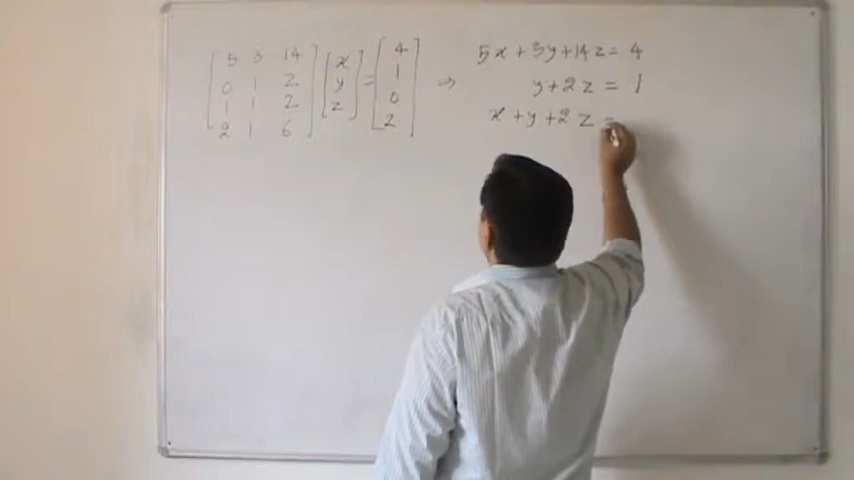 [5 3 14] [x] [4] ⇒ 5x+3y+14z=4
[0 1 2] [y] = [1] y+2z=1
[1 1 2] [z] [0] x+y+2z=
[2 1 6] [2]